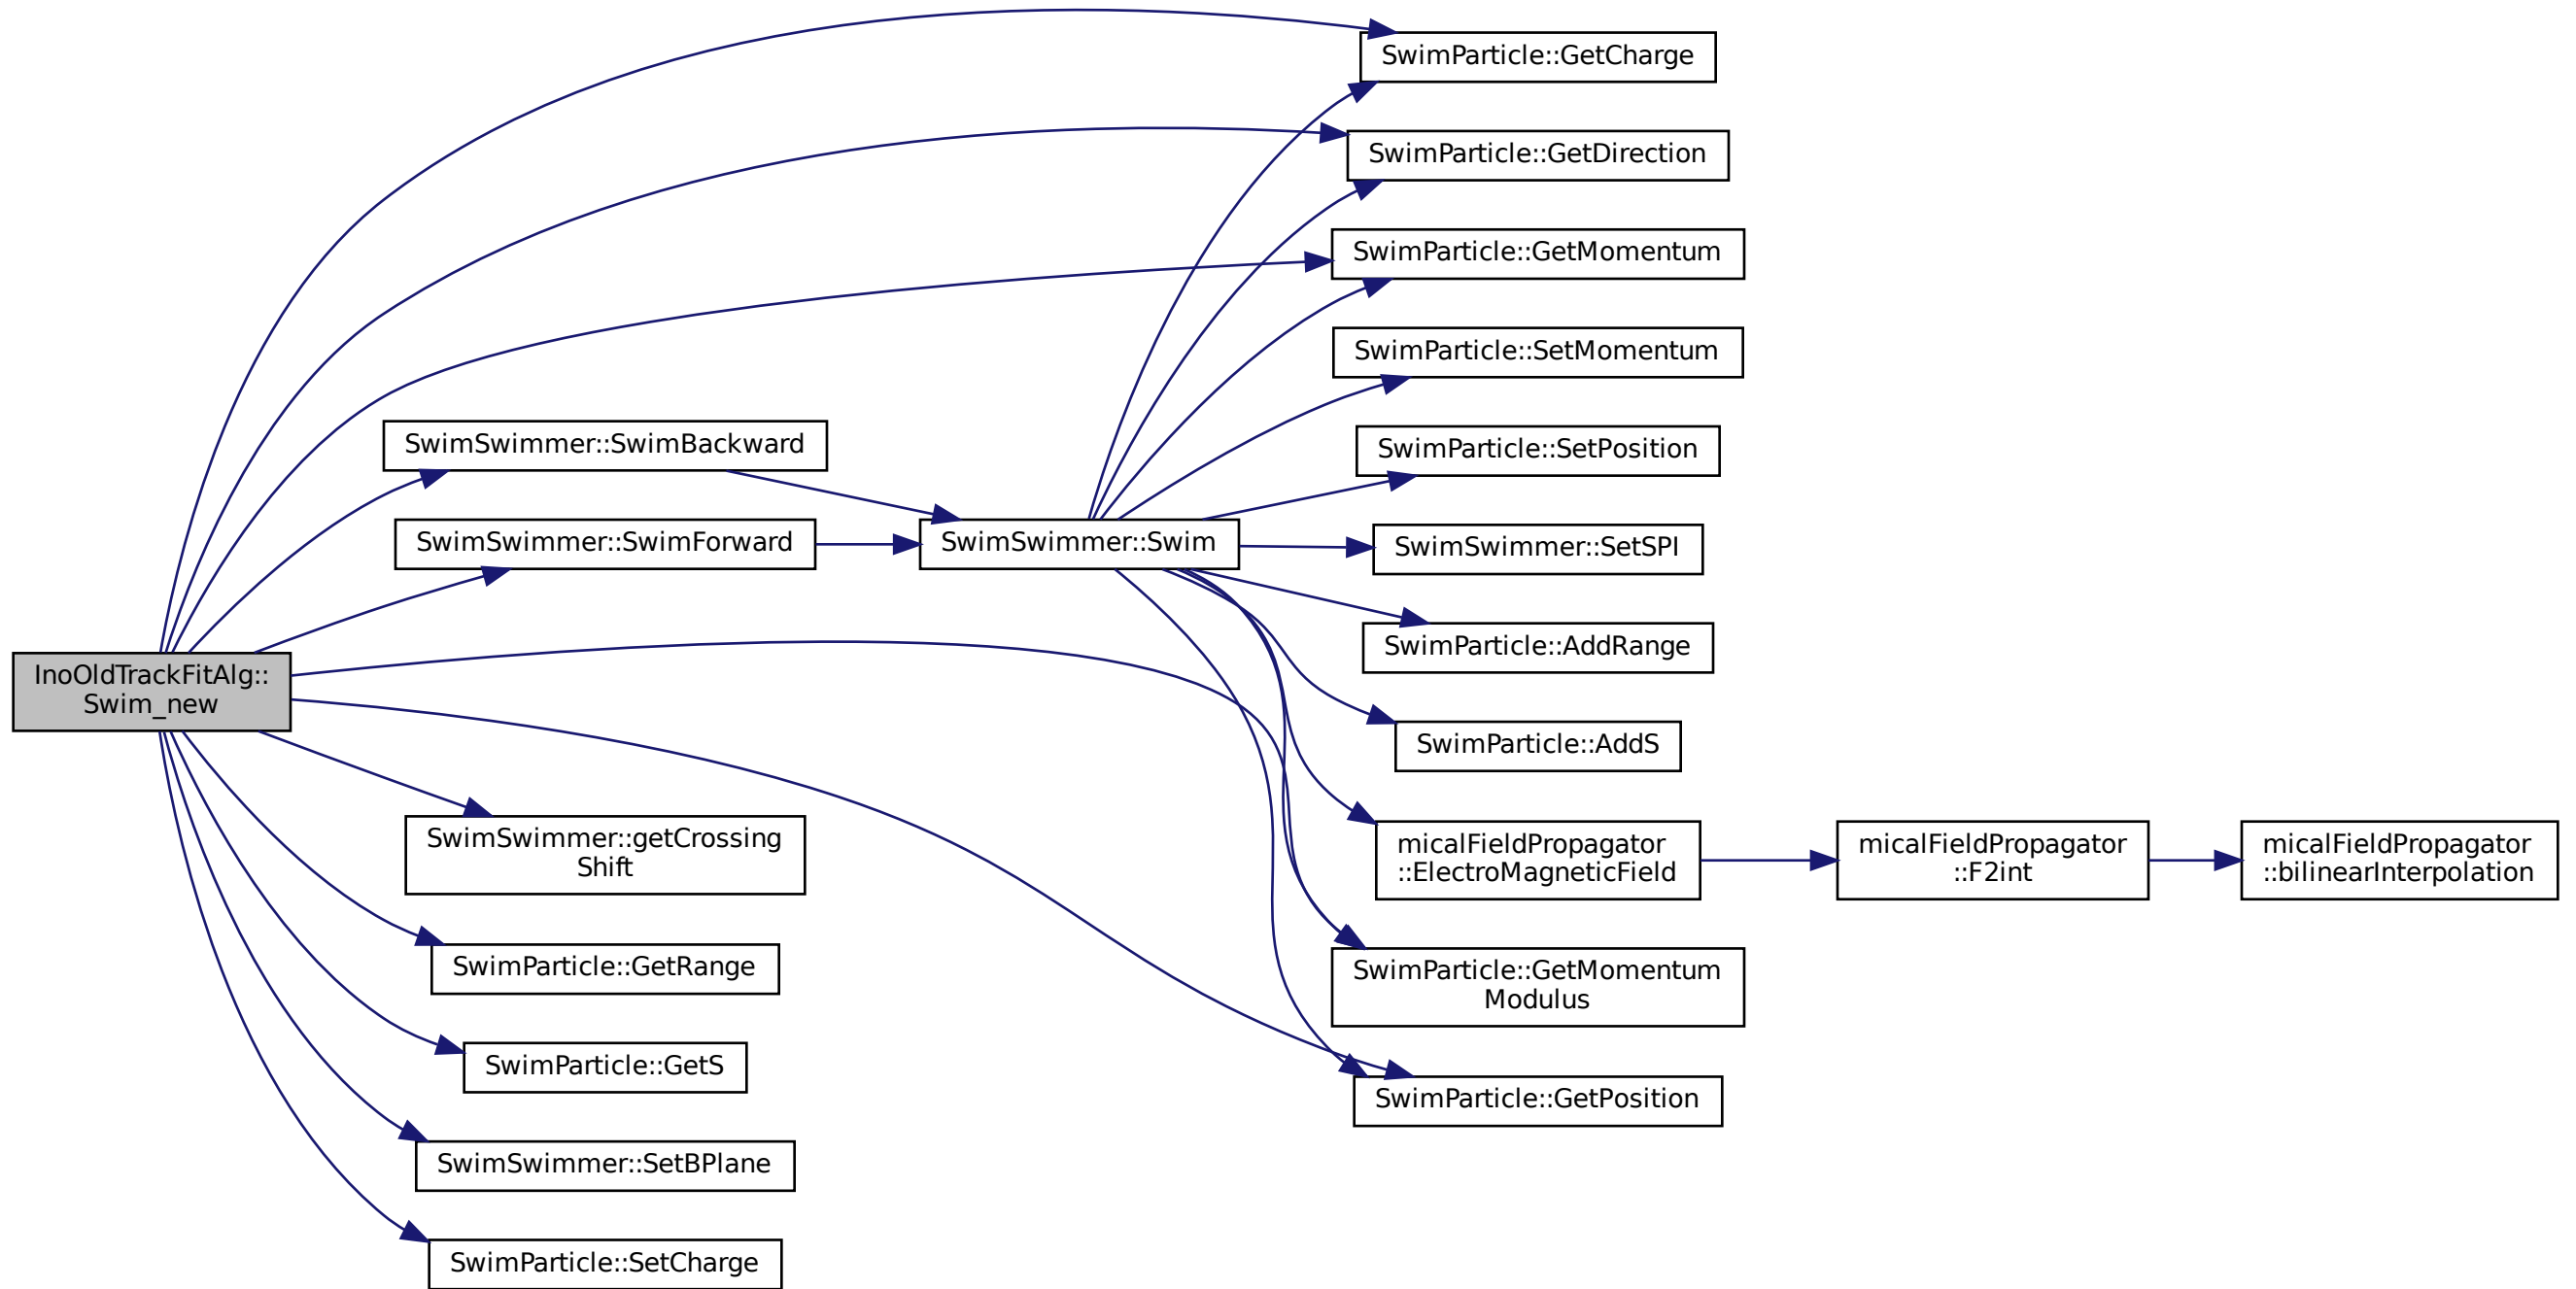 InoOldTrackFitAlg::
Swim_new
SwimSwimmer::SwimBackward
SwimSwimmer::SwimForward
SwimSwimmer::getCrossing
Shift
SwimParticle::GetRange
SwimParticle::GetS
SwimSwimmer::SetBPlane
SwimParticle::SetCharge
SwimSwimmer::Swim
SwimParticle::GetCharge
SwimParticle::GetDirection
SwimParticle::GetMomentum
SwimParticle::SetMomentum
SwimParticle::SetPosition
SwimSwimmer::SetSPI
SwimParticle::AddRange
SwimParticle::AddS
micalFieldPropagator
::ElectroMagneticField
SwimParticle::GetMomentum
Modulus
SwimParticle::GetPosition
micalFieldPropagator
::F2int
micalFieldPropagator
::bilinearInterpolation